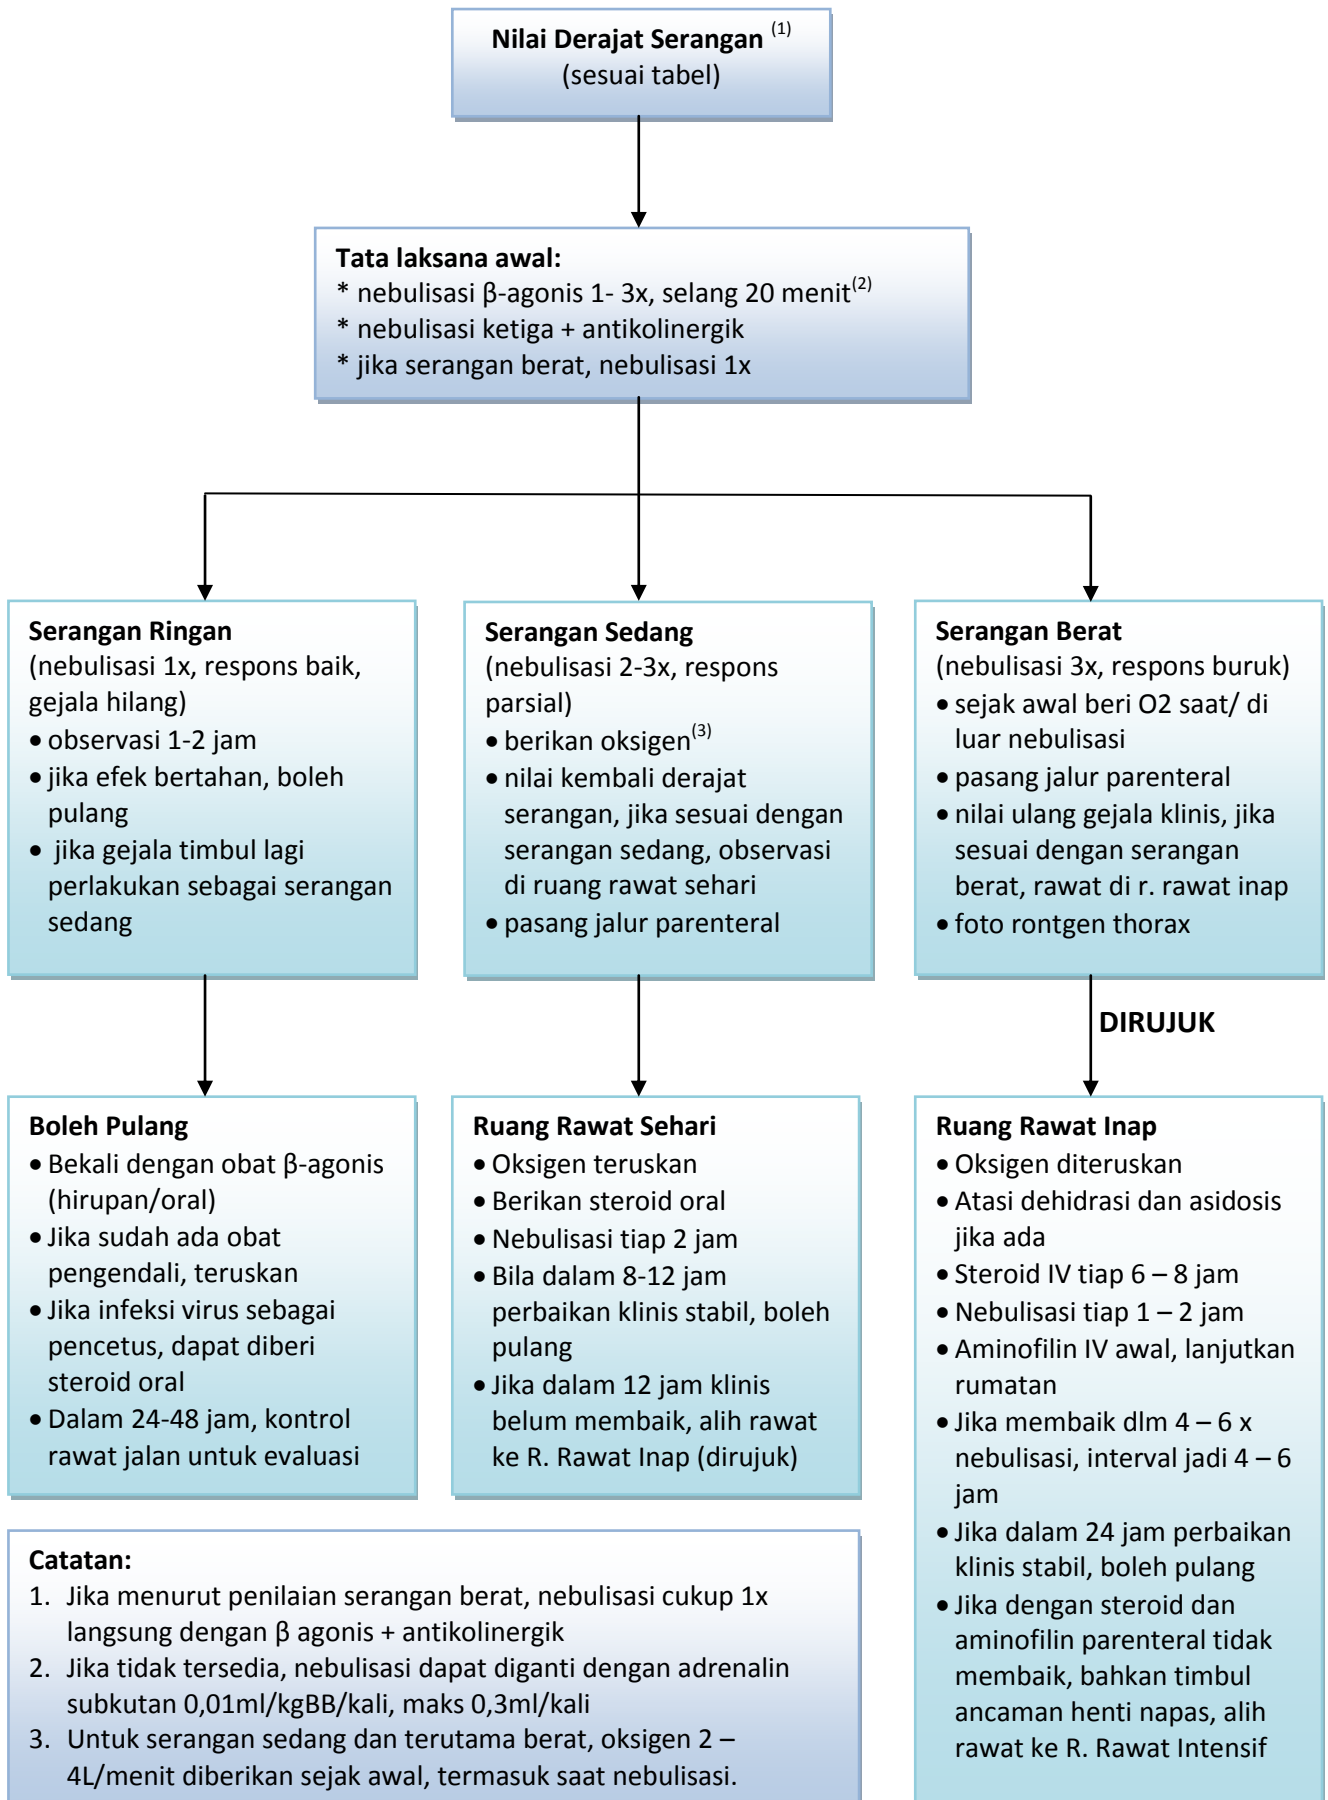 Nilai Derajat Serangan (1)
(sesuai tabel)
Tata laksana awal:
* nebulisasi β-agonis 1- 3x, selang 20 menit(2)
* nebulisasi ketiga + antikolinergik
* jika serangan berat, nebulisasi 1x
Serangan Ringan
(nebulisasi 1x, respons baik,
gejala hilang)
• observasi 1-2 jam
• jika efek bertahan, boleh
pulang
• jika gejala timbul lagi
perlakukan sebagai serangan
sedang
Serangan Sedang
(nebulisasi 2-3x, respons
parsial)
• berikan oksigen(3)
• nilai kembali derajat
serangan, jika sesuai dengan
serangan sedang, observasi
di ruang rawat sehari
• pasang jalur parenteral
Serangan Berat
(nebulisasi 3x, respons buruk)
• sejak awal beri O2 saat/ di
luar nebulisasi
• pasang jalur parenteral
• nilai ulang gejala klinis, jika
sesuai dengan serangan
berat, rawat di r. rawat inap
• foto rontgen thorax
DIRUJUK
Boleh Pulang
• Bekali dengan obat β-agonis
(hirupan/oral)
• Jika sudah ada obat
pengendali, teruskan
• Jika infeksi virus sebagai
pencetus, dapat diberi
steroid oral
• Dalam 24-48 jam, kontrol
rawat jalan untuk evaluasi
Ruang Rawat Sehari
• Oksigen teruskan
• Berikan steroid oral
• Nebulisasi tiap 2 jam
• Bila dalam 8-12 jam
perbaikan klinis stabil, boleh
pulang
• Jika dalam 12 jam klinis
belum membaik, alih rawat
ke R. Rawat Inap (dirujuk)
Ruang Rawat Inap
• Oksigen diteruskan
• Atasi dehidrasi dan asidosis
jika ada
• Steroid IV tiap 6 – 8 jam
• Nebulisasi tiap 1 – 2 jam
• Aminofilin IV awal, lanjutkan
rumatan
• Jika membaik dlm 4 – 6 x
nebulisasi, interval jadi 4 – 6
jam
• Jika dalam 24 jam perbaikan
klinis stabil, boleh pulang
• Jika dengan steroid dan
aminofilin parenteral tidak
membaik, bahkan timbul
ancaman henti napas, alih
rawat ke R. Rawat Intensif
Catatan:
1. Jika menurut penilaian serangan berat, nebulisasi cukup 1x
langsung dengan β agonis + antikolinergik
2. Jika tidak tersedia, nebulisasi dapat diganti dengan adrenalin
subkutan 0,01ml/kgBB/kali, maks 0,3ml/kali
3. Untuk serangan sedang dan terutama berat, oksigen 2 –
4L/menit diberikan sejak awal, termasuk saat nebulisasi.